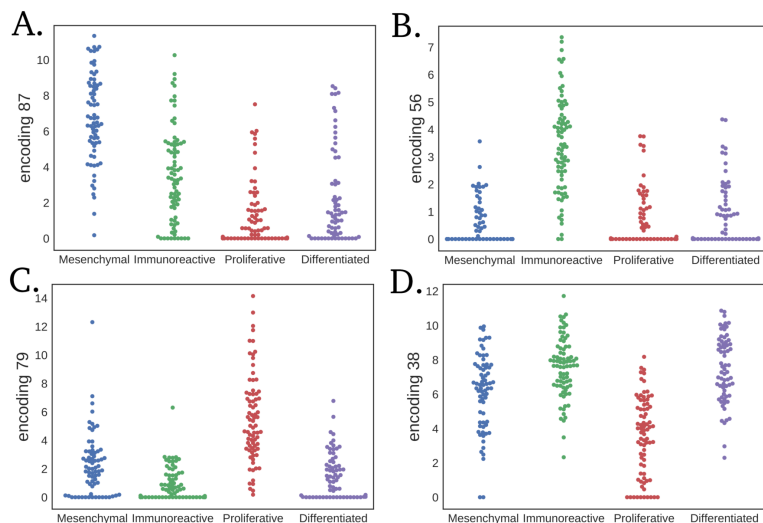 A.
encoding 87
10
8
6
4
2
0
Mesenchymal Immunoreactive Proliferative Differentiated
B.
encoding 56
7
6
5
4
3
2
1
0
Mesenchymal Immunoreactive Proliferative Differentiated
C.
encoding 79
14
12
10
8
6
4
2
0
Mesenchymal Immunoreactive Proliferative Differentiated
D.
encoding 38
12
10
8
6
4
2
0
Mesenchymal Immunoreactive Proliferative Differentiated